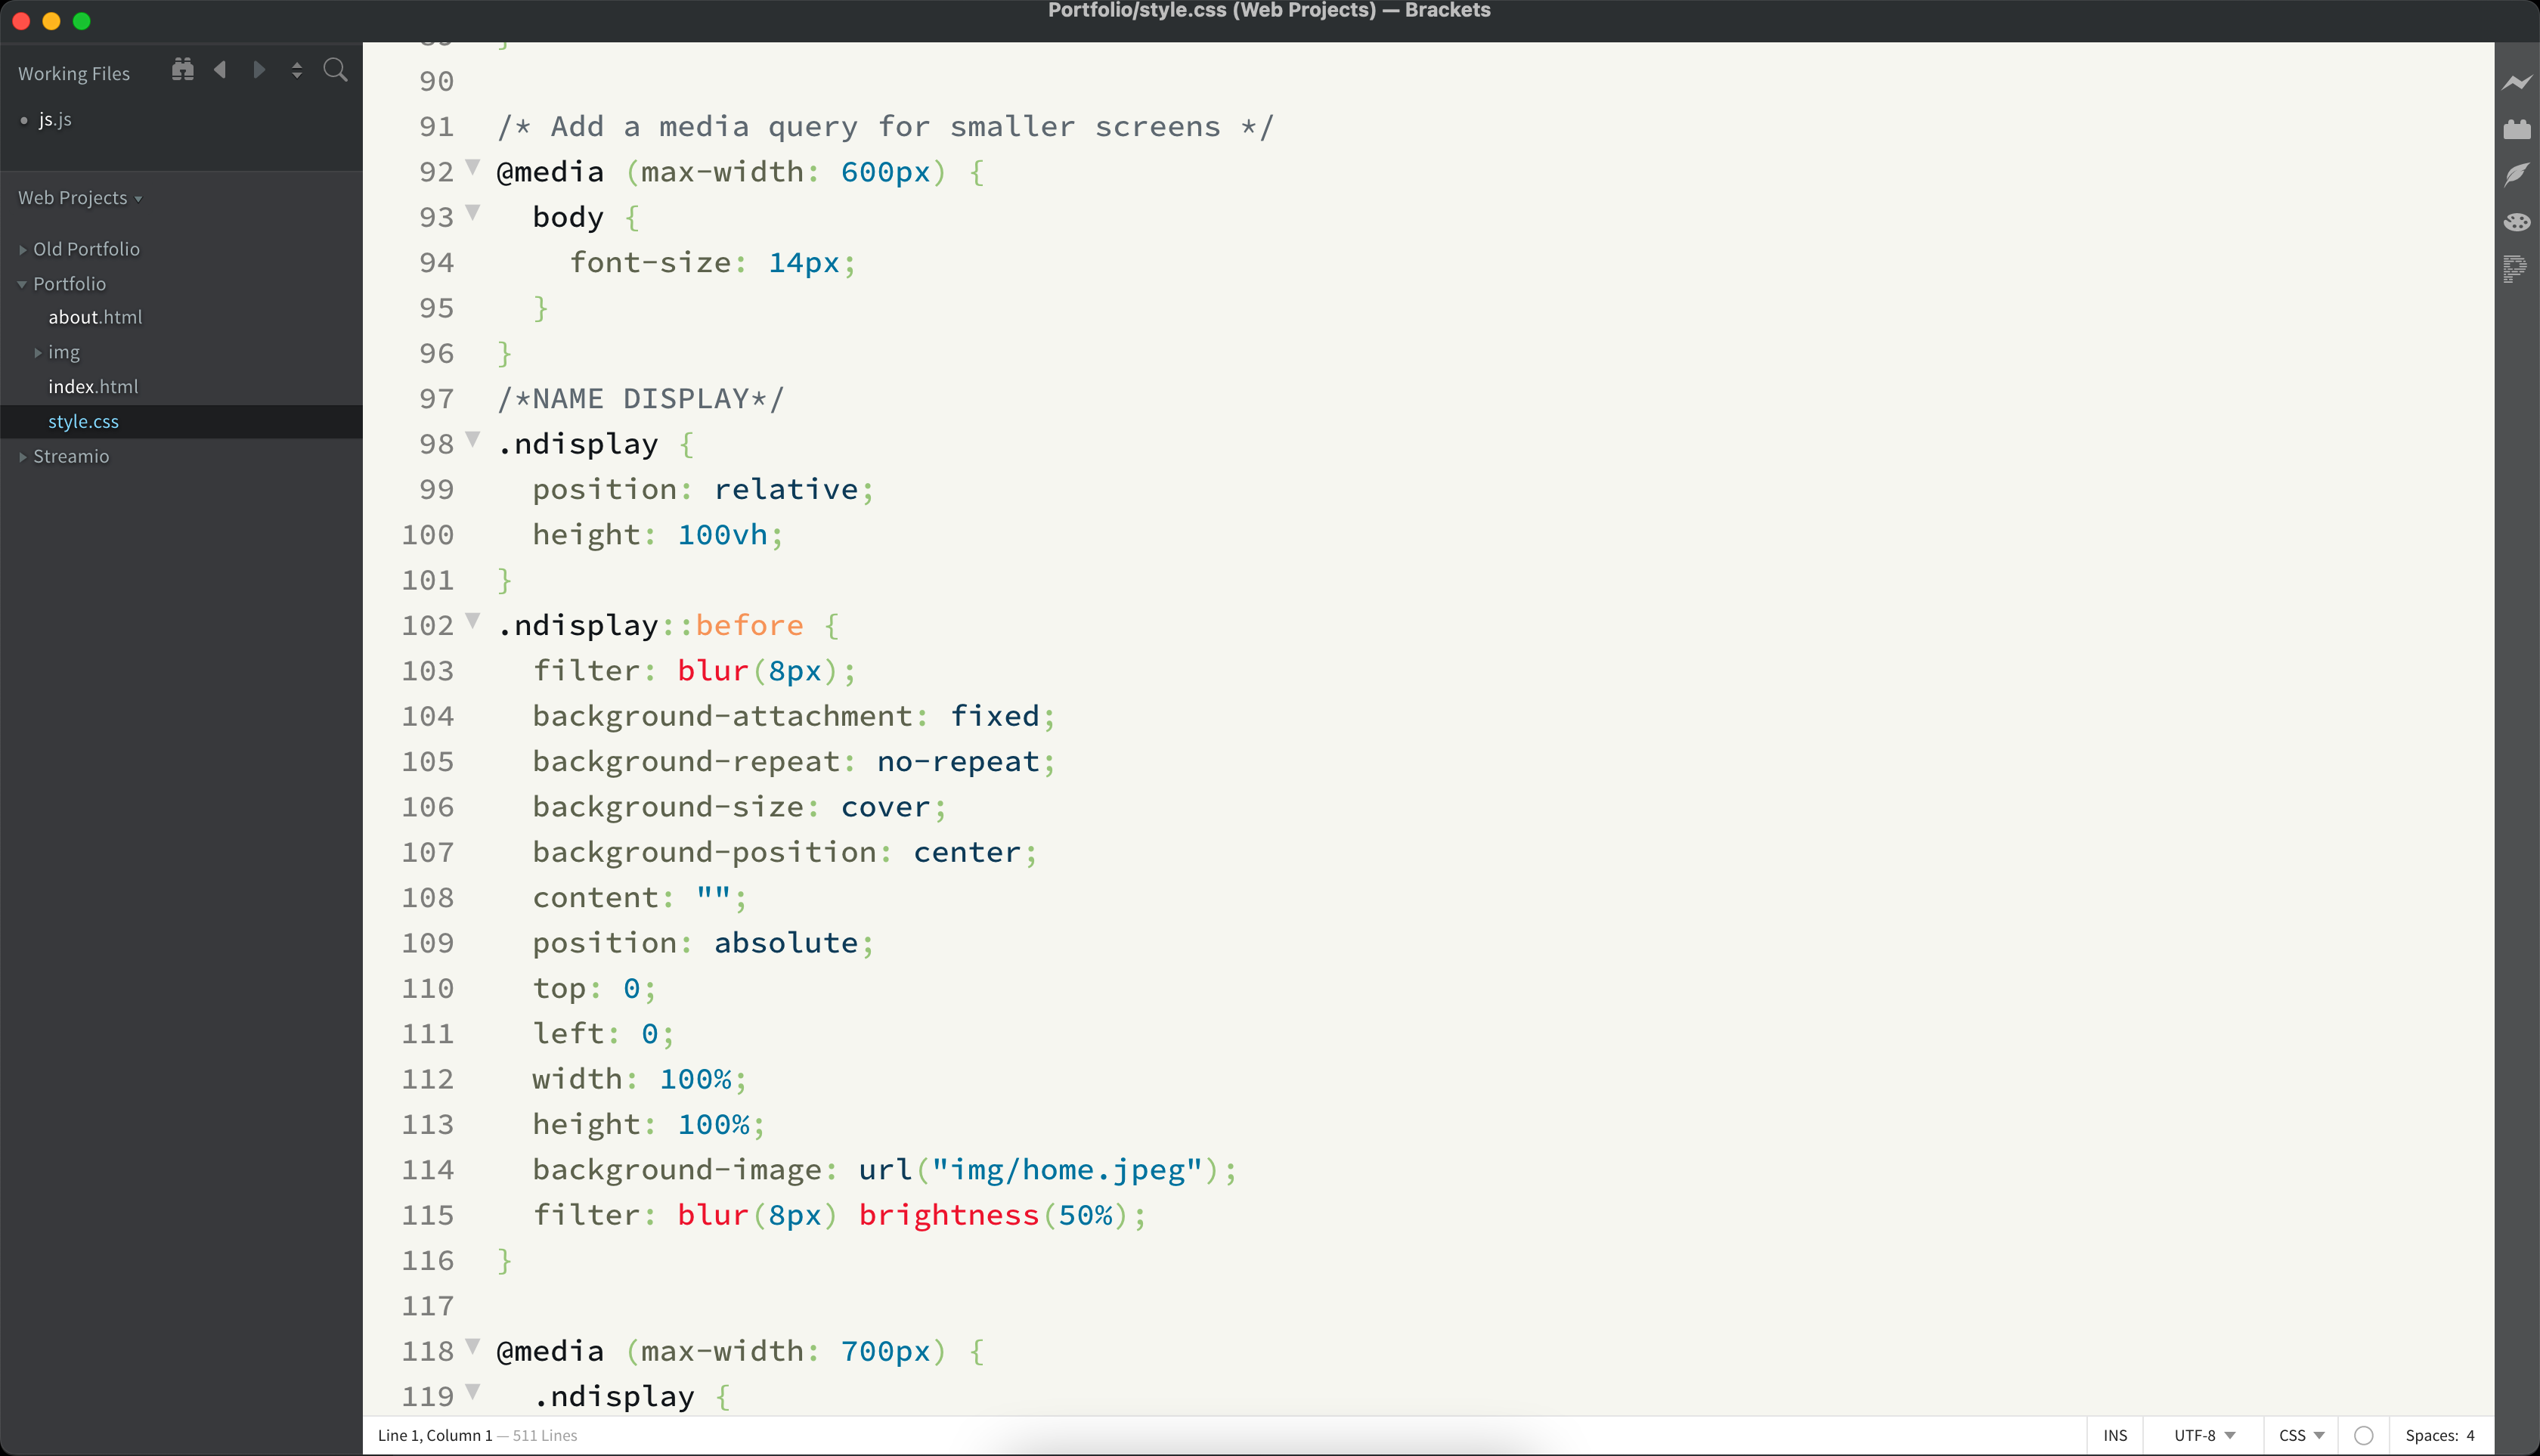 Portfolio/style.css (Web Projects) — Brackets
Working Files
js.js
Web Projects
Old Portfolio
Portfolio
about.html
img
index.html
style.css
Streamio
90
91 /* Add a media query for smaller screens */
92 @media (max-width: 600px) {
93 body {
94 font-size: 14px;
95 }
96 }
97 /*NAME DISPLAY*/
98 .ndisplay {
99 position: relative;
100 height: 100vh;
101 }
102 .ndisplay::before {
103 filter: blur(8px);
104 background-attachment: fixed;
105 background-repeat: no-repeat;
106 background-size: cover;
107 background-position: center;
108 content: "";
109 position: absolute;
110 top: 0;
111 left: 0;
112 width: 100%;
113 height: 100%;
114 background-image: url("img/home.jpeg");
115 filter: blur(8px) brightness(50%);
116 }
117
118 @media (max-width: 700px) {
119 .ndisplay {
Line 1, Column 1 — 511 Lines
INS UTF-8 CSS Spaces: 4